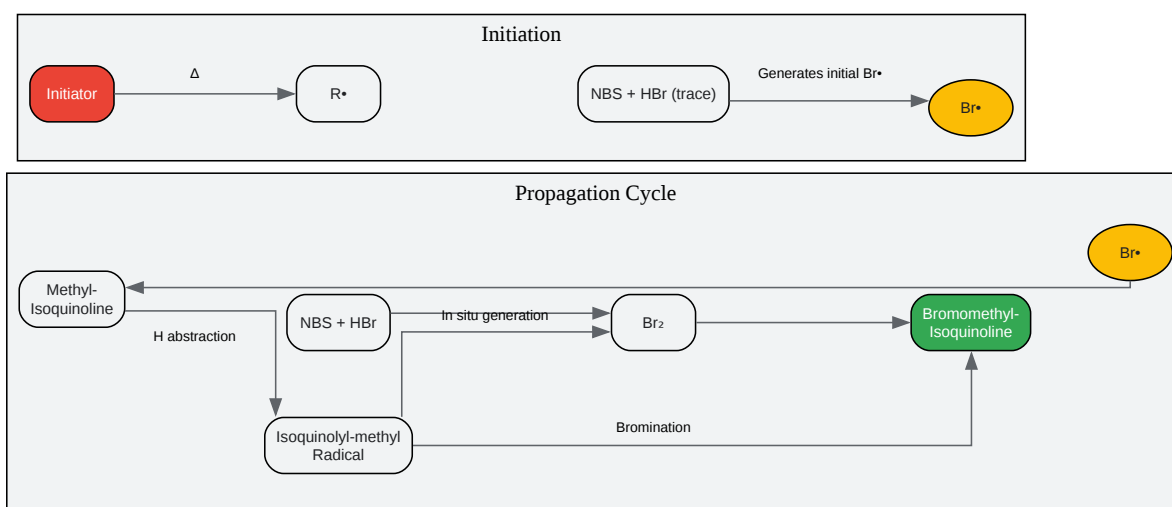 Initiation
Δ
Generates initial Br•
Initiator
R•
NBS + HBr (trace)
Br•
Propagation Cycle
Br•
Methyl-
Isoquinoline
NBS + HBr
In situ generation
Br₂
Bromomethyl-
Isoquinoline
H abstraction
Isoquinolyl-methyl
Radical
Bromination